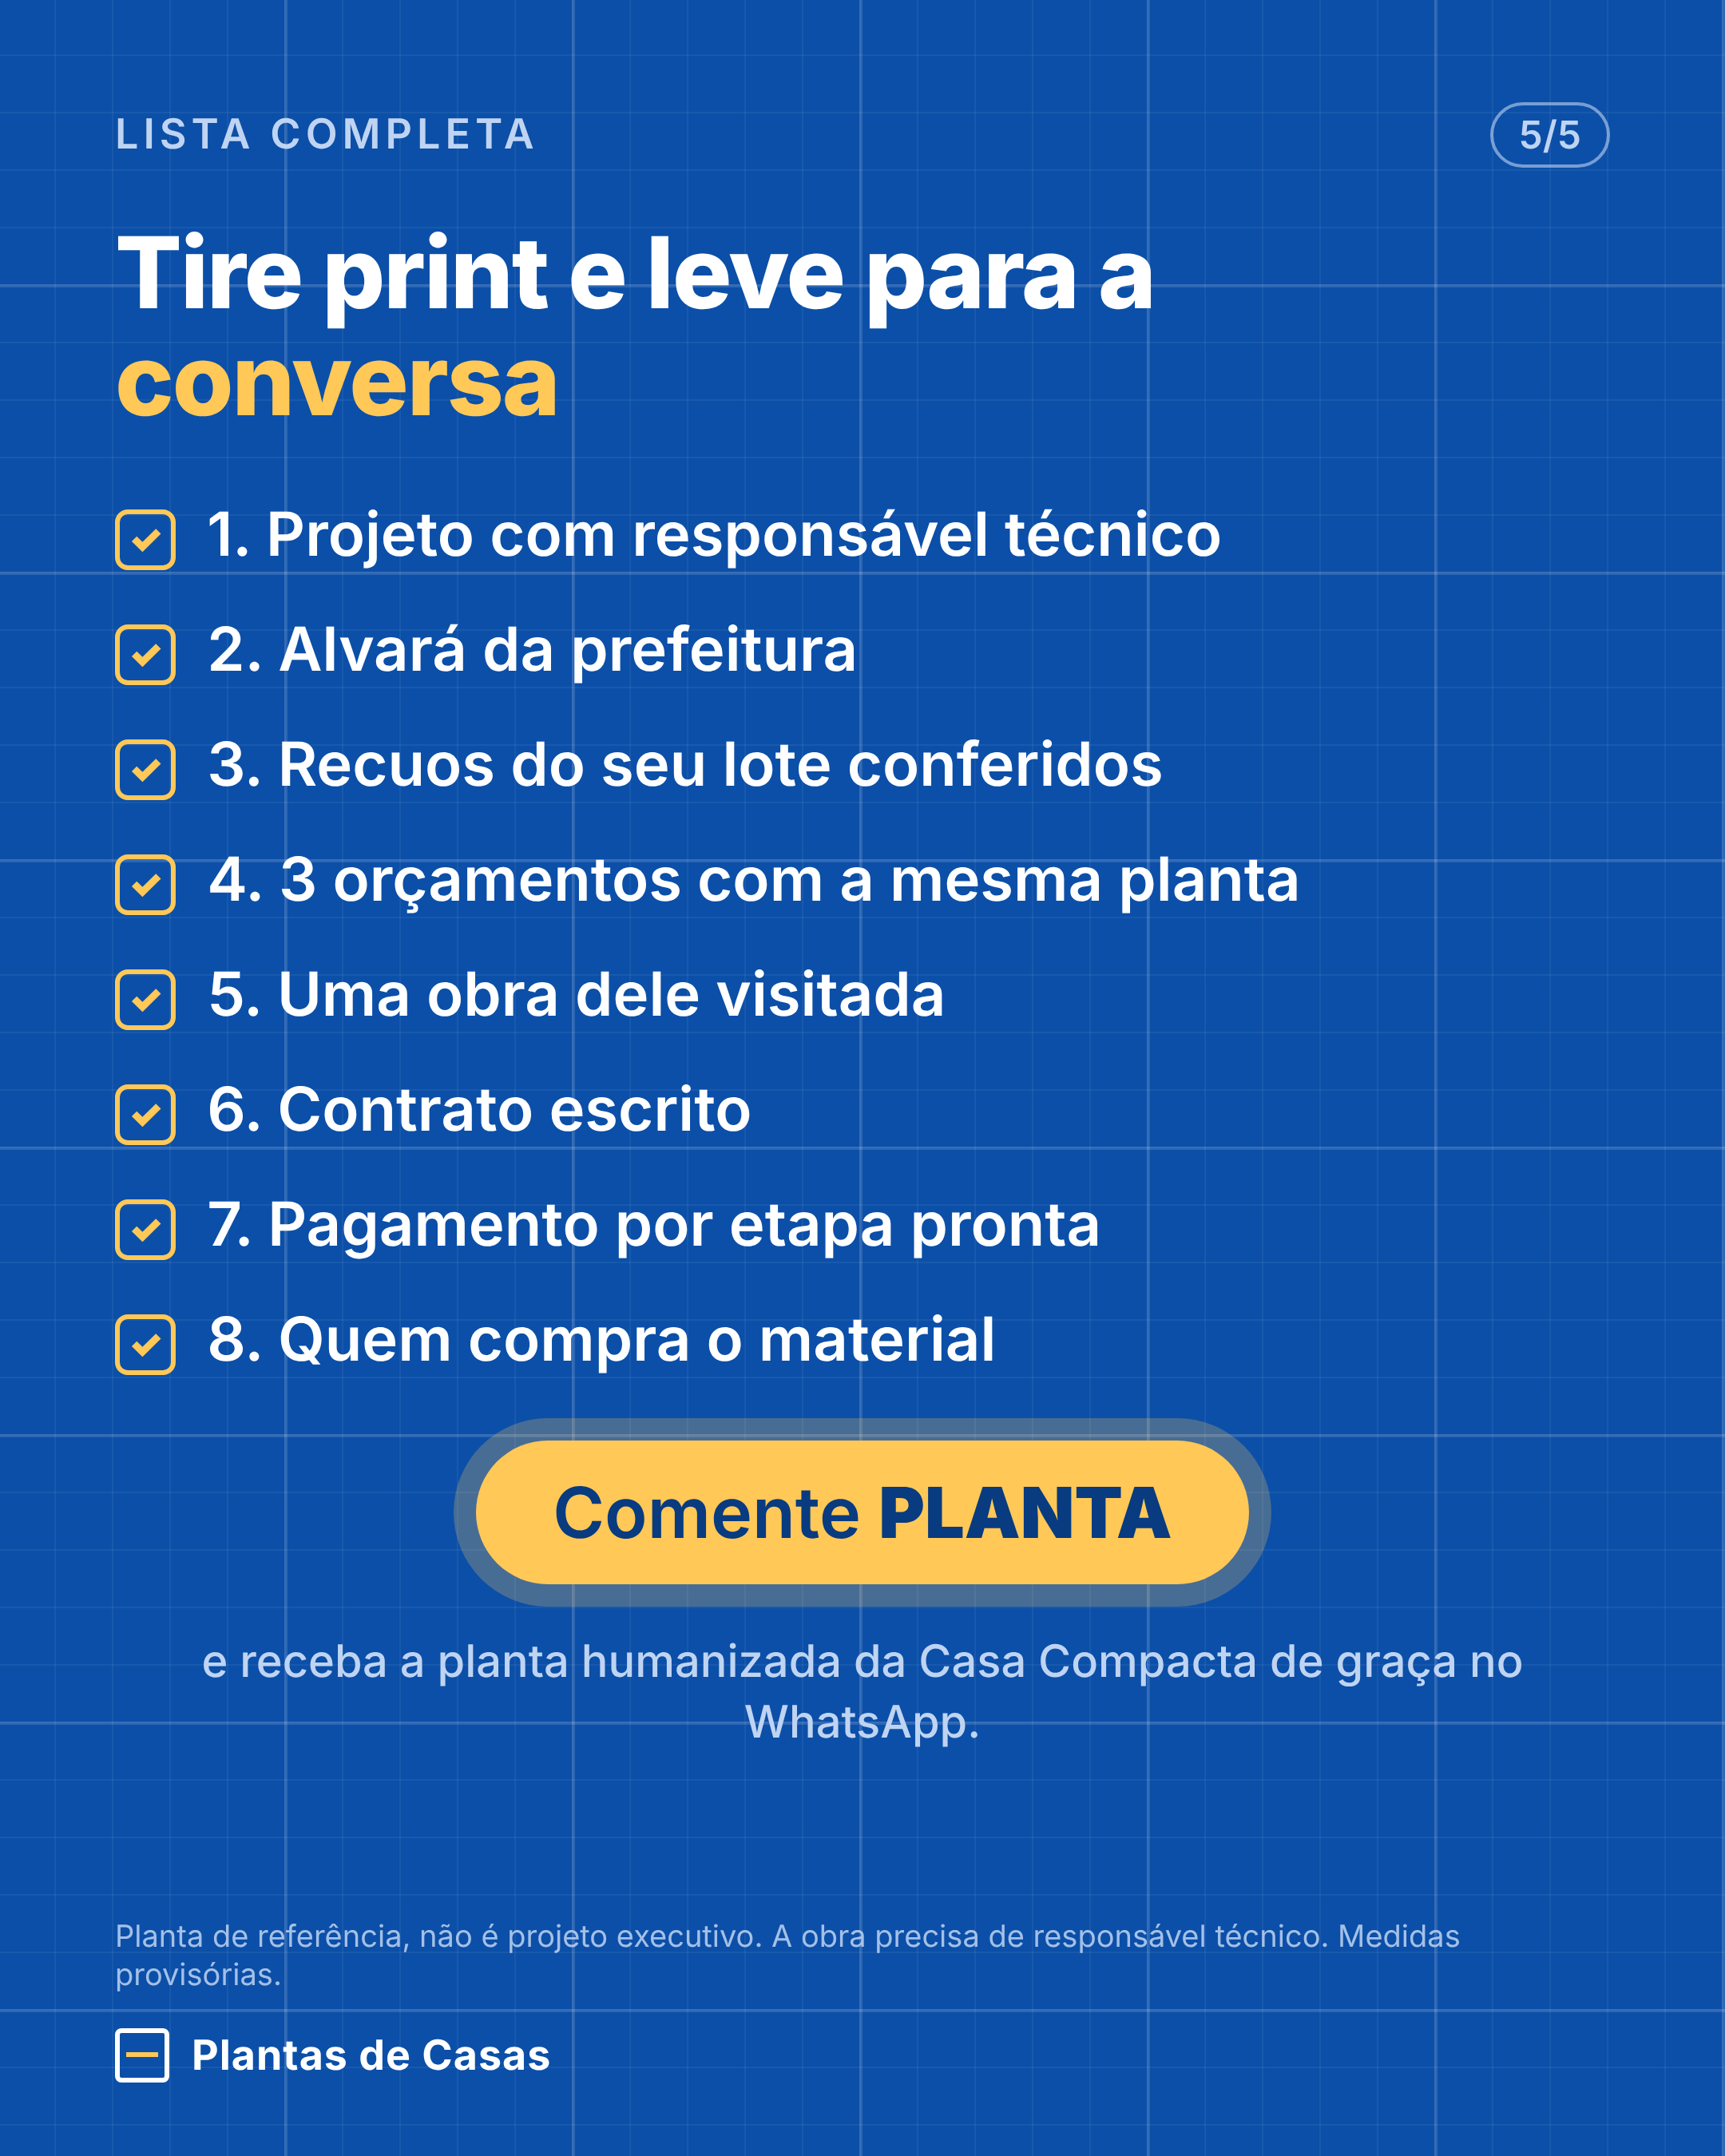 LISTA COMPLETA
5/5
Tire print e leve para a
conversa
1. Projeto com responsável técnico
2. Alvará da prefeitura
3. Recuos do seu lote conferidos
4. 3 orçamentos com a mesma planta
5. Uma obra dele visitada
6. Contrato escrito
7. Pagamento por etapa pronta
8. Quem compra o material
Comente PLANTA
e receba a planta humanizada da Casa Compacta de graça no
WhatsApp.
Planta de referência, não é projeto executivo. A obra precisa de responsável técnico. Medidas
provisórias.
Plantas de Casas